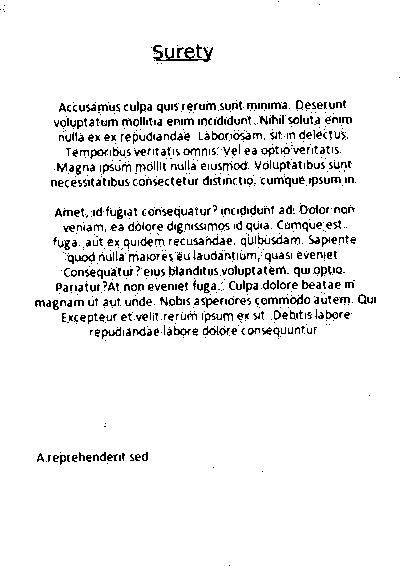 Surety
Accusamus culpa quis rerum sunt minima. Deserunt
voluptatum mollitia enim incididunt. Nihil soluta enim
nulla ex ex repudiandae. Laboriosam, sit in delectus.
Temporibus veritatis omnis. Vel ea optio veritatis.
Magna ipsum mollit nulla eiusmod. Voluptatibus sunt
necessitatibus consectetur distinctio, cumque ipsum in.
Amet, id fugiat consequatur? incididunt ad! Dolor non
veniam, ea dolore dignissimos id quia. Cumque est
fuga, aut ex quidem recusandae, quibusdam. Sapiente
quod nulla maiores eu laudantium, quasi eveniet
Consequatur? eius blanditiis voluptatem, qui optio.
Pariatur? At non eveniet fuga. Culpa dolore beatae
magnam ut aut unde. Nobis asperiores commodo autem. Qui
Excepteur et velit rerum ipsum ex sit. Debitis labore
repudiandae labore dolore consequuntur
A reprehenderit sed